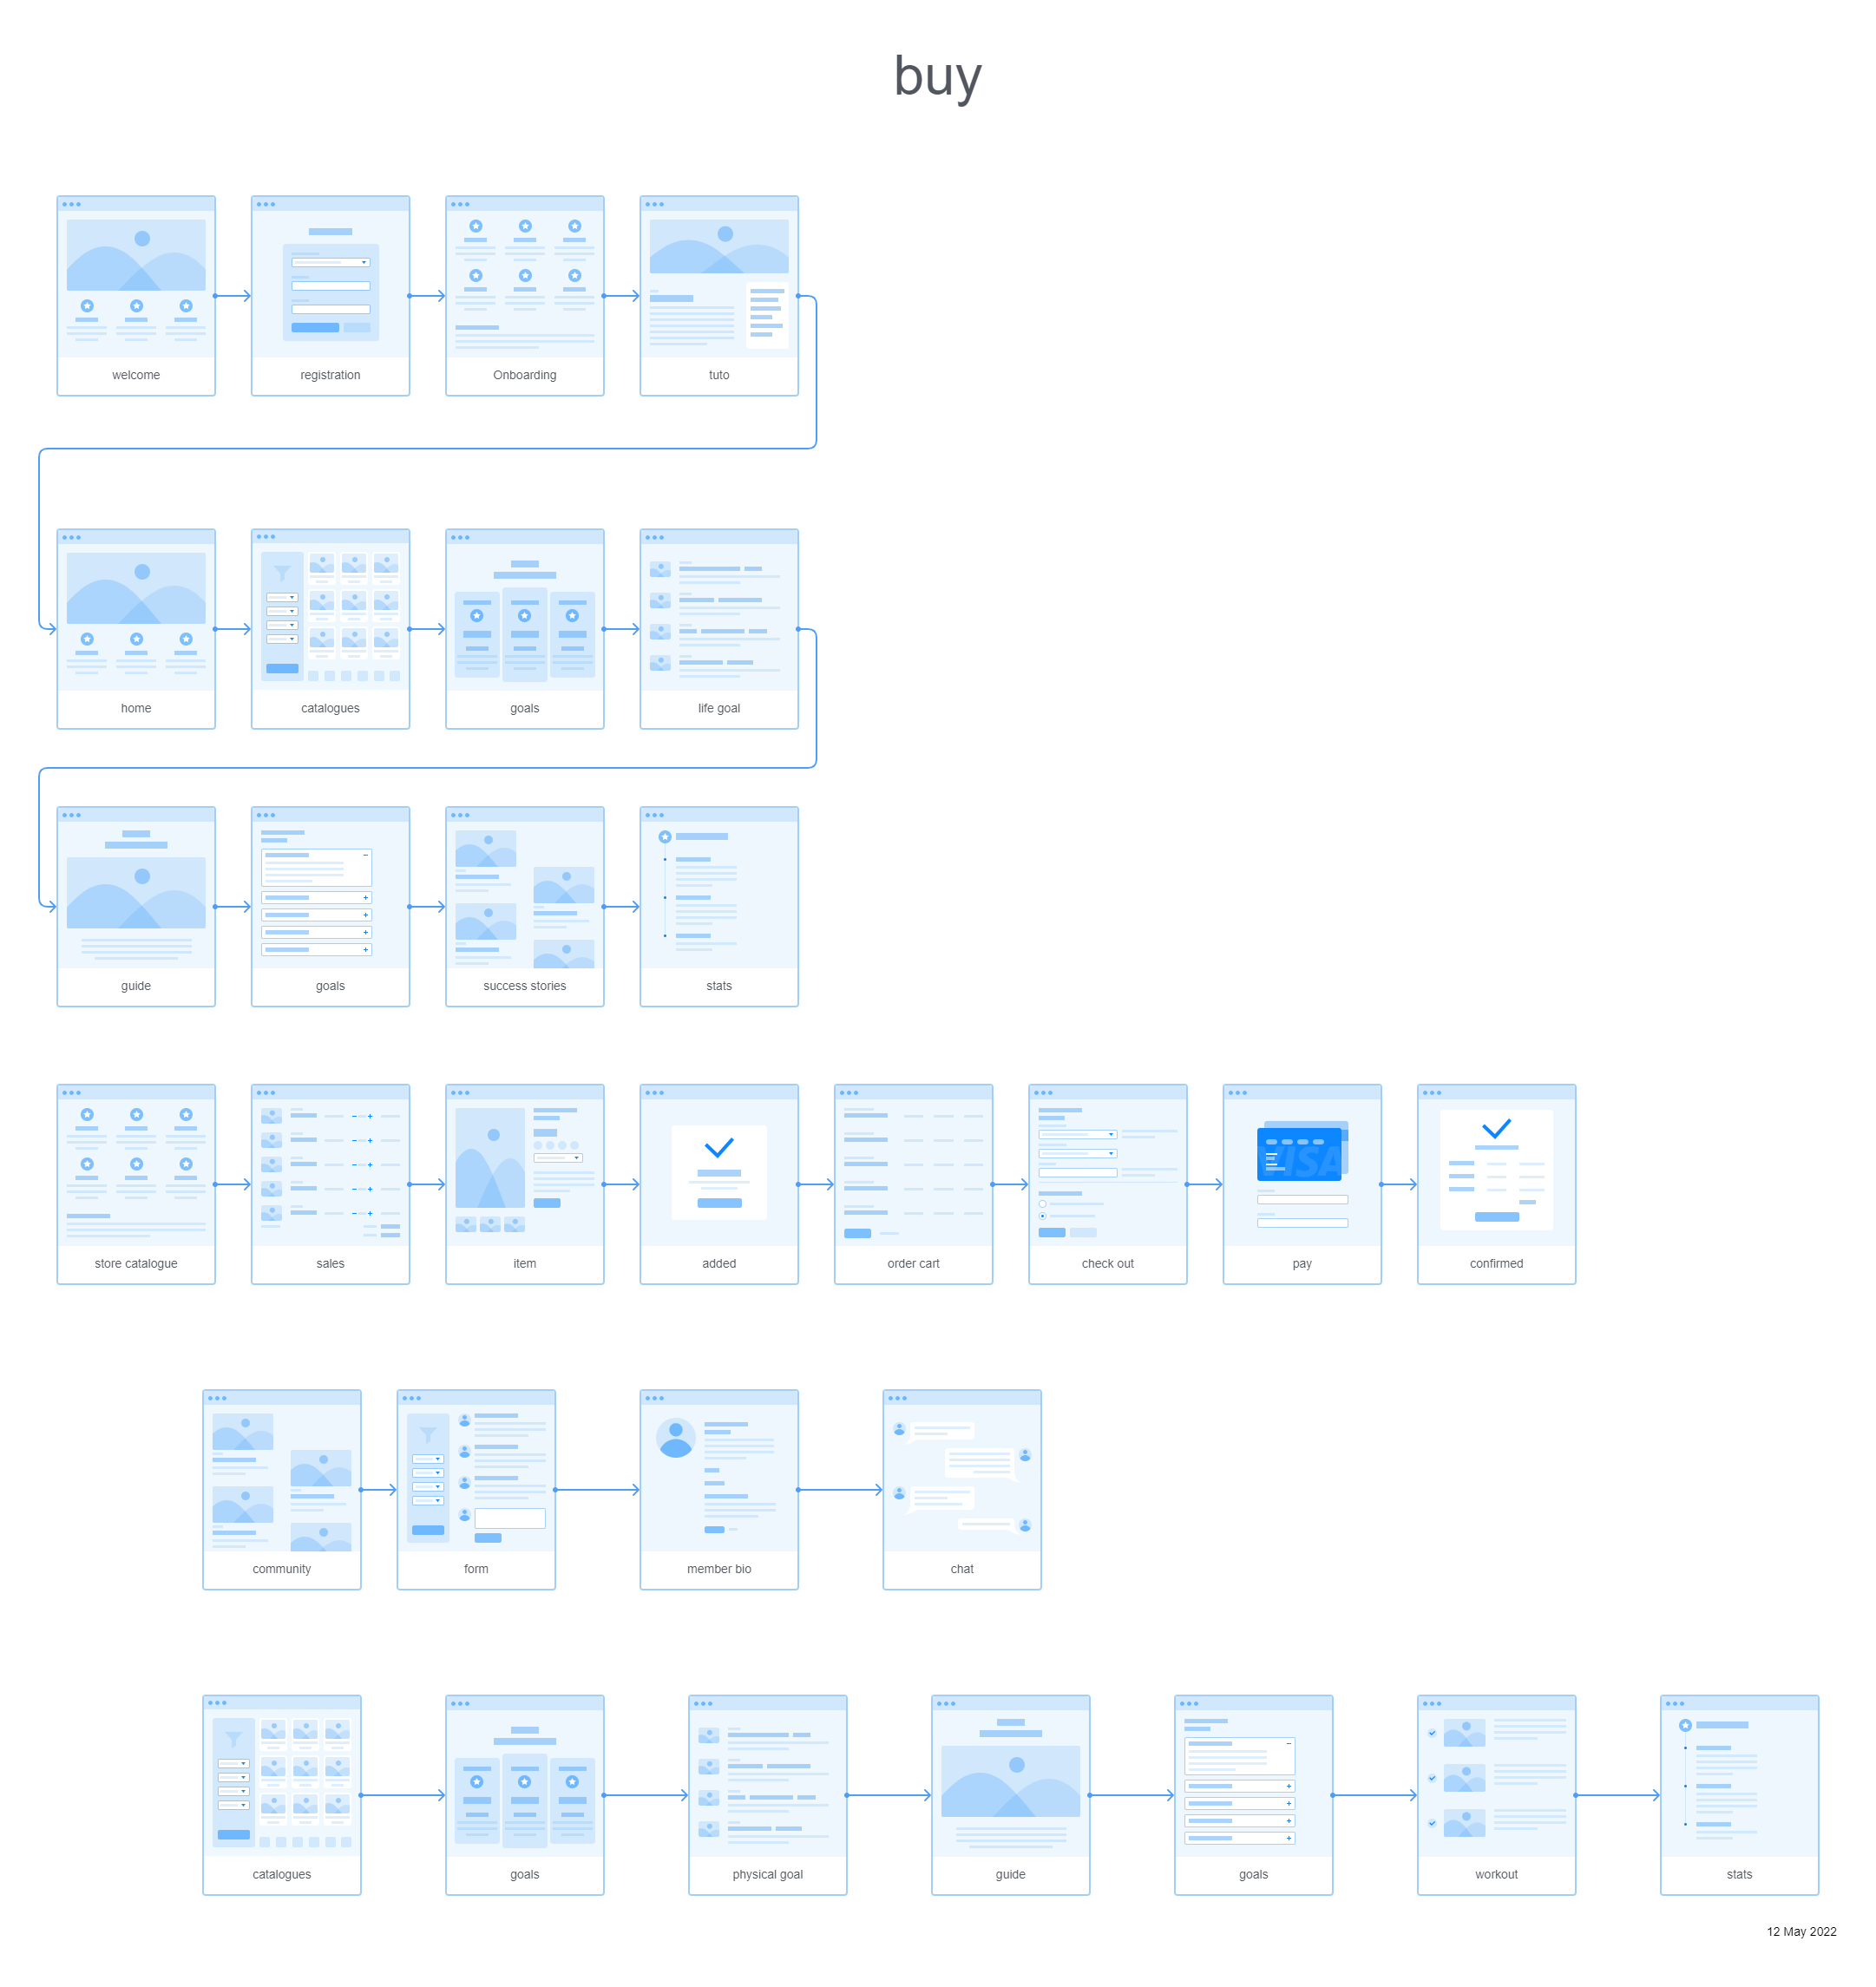 buy
welcome
registration
Onboarding
tuto
home
catalogues
goals
life goal
guide
goals
success stories
stats
store catalogue
sales
item
added
order cart
check out
pay
confirmed
VISA
community
form
member bio
chat
catalogues
goals
physical goal
guide
goals
workout
stats
12 May 2022